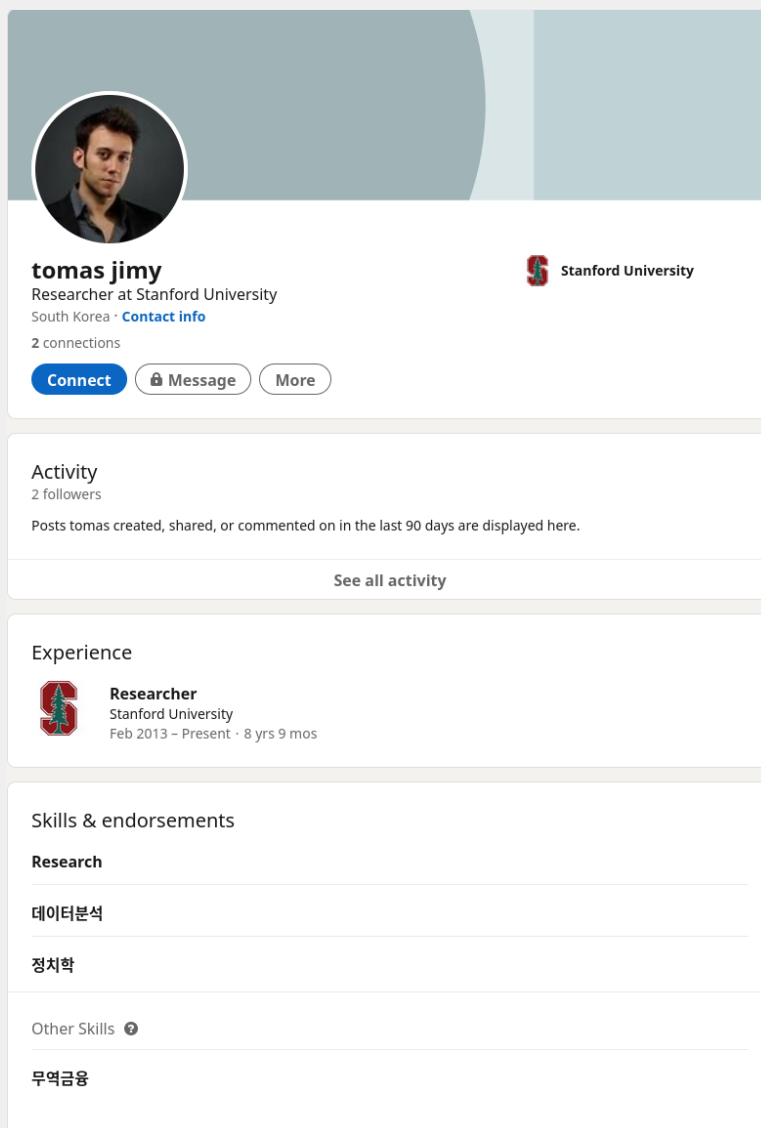 tomas jimy
Stanford University
Researcher at Stanford University
South Korea · Contact info
2 connections
Connect
Message
More
Activity
2 followers
Posts tomas created, shared, or commented on in the last 90 days are displayed here.
See all activity
Experience
Researcher
Stanford University
Feb 2013 – Present · 8 yrs 9 mos
Skills & endorsements
Research
데이터분석
정치학
Other Skills ?
무역금융